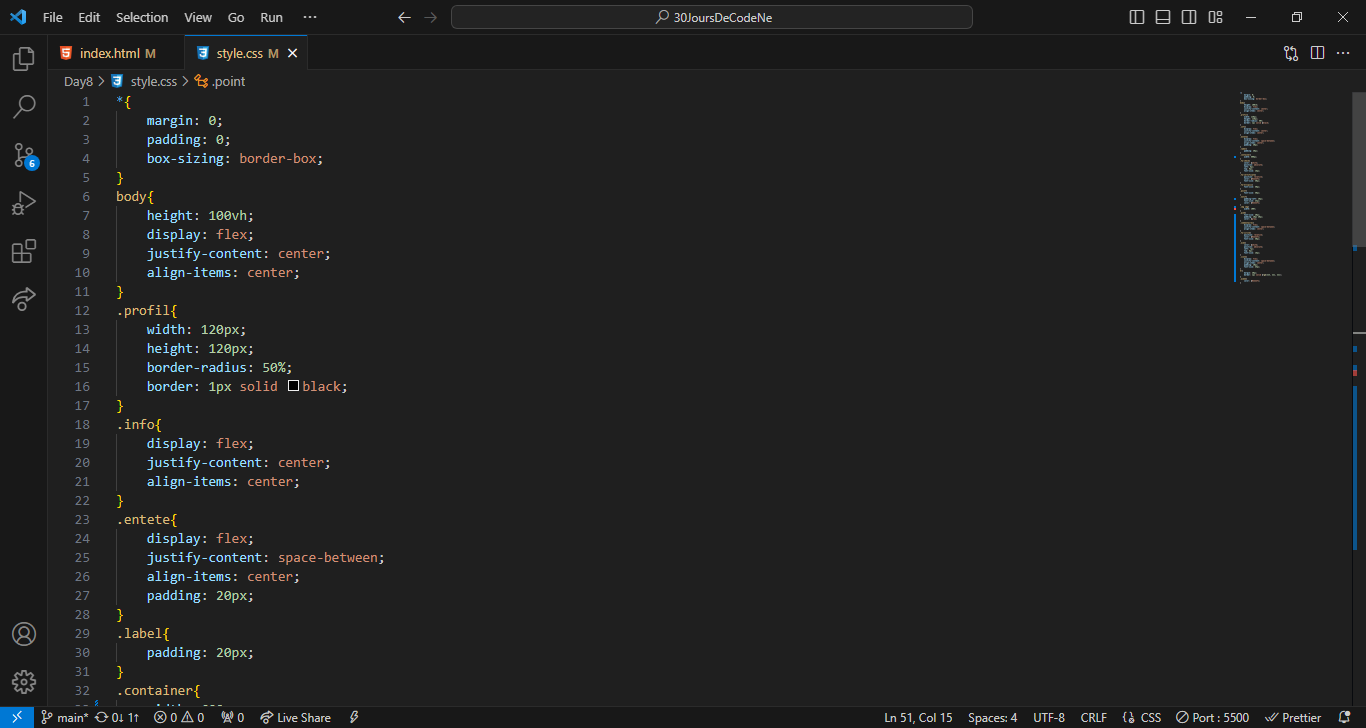 File Edit Selection View Go Run ···
30JoursDeCodeNe
index.html M
style.css M
Day8 > style.css > .point
1 *{
2 margin: 0;
3 padding: 0;
4 box-sizing: border-box;
5 }
6 body{
7 height: 100vh;
8 display: flex;
9 justify-content: center;
10 align-items: center;
11 }
12 .profil{
13 width: 120px;
14 height: 120px;
15 border-radius: 50%;
16 border: 1px solid black;
17 }
18 .info{
19 display: flex;
20 justify-content: center;
21 align-items: center;
22 }
23 .entete{
24 display: flex;
25 justify-content: space-between;
26 align-items: center;
27 padding: 20px;
28 }
29 .label{
30 padding: 20px;
31 }
32 .container{
6
main* 0↓ 1↑ 0 0 0 Live Share Ln 51, Col 15 Spaces: 4 UTF-8 CRLF {} CSS Port : 5500 Prettier